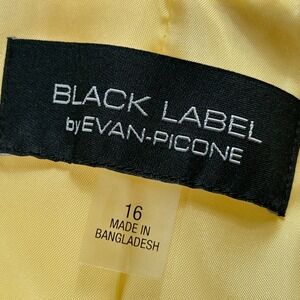 BLACK LABEL
by EVAN-PICONE
16
MADE IN
BANGLADESH